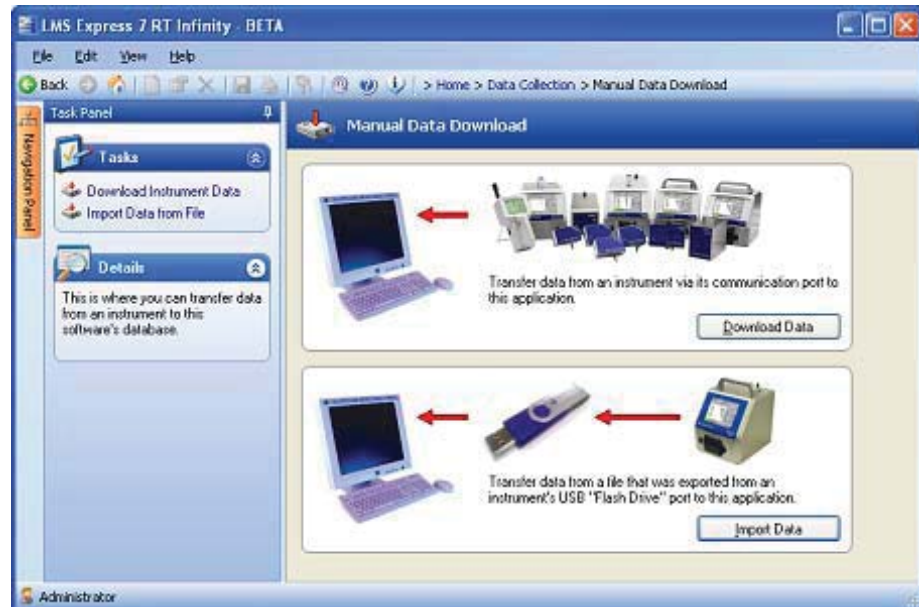 LMS Express 7 RT Infinity - BETA
File Edit View Help
Back > Home > Data Collection > Manual Data Download
Navigation Panel
Task Panel
Tasks
Download Instrument Data
Import Data from File
Details
This is where you can transfer data
from an instrument to this
software's database.
Manual Data Download
Transfer data from an instrument via its communication port to
this application.
Download Data
Transfer data from a file that was exported from an
instrument's USB "Flash Drive" port to this application.
Import Data
Administrator